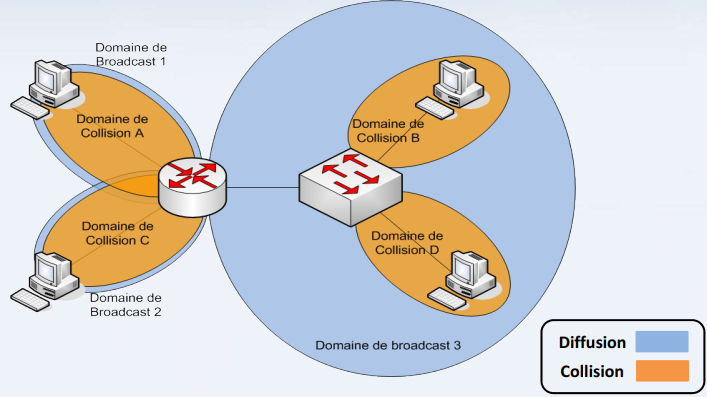 Domaine de
Broadcast 1
Domaine de
Collision A
Domaine de
Collision B
Domaine de
Collision C
Domaine de
Collision D
Domaine de
Broadcast 2
Domaine de broadcast 3
Diffusion
Collision